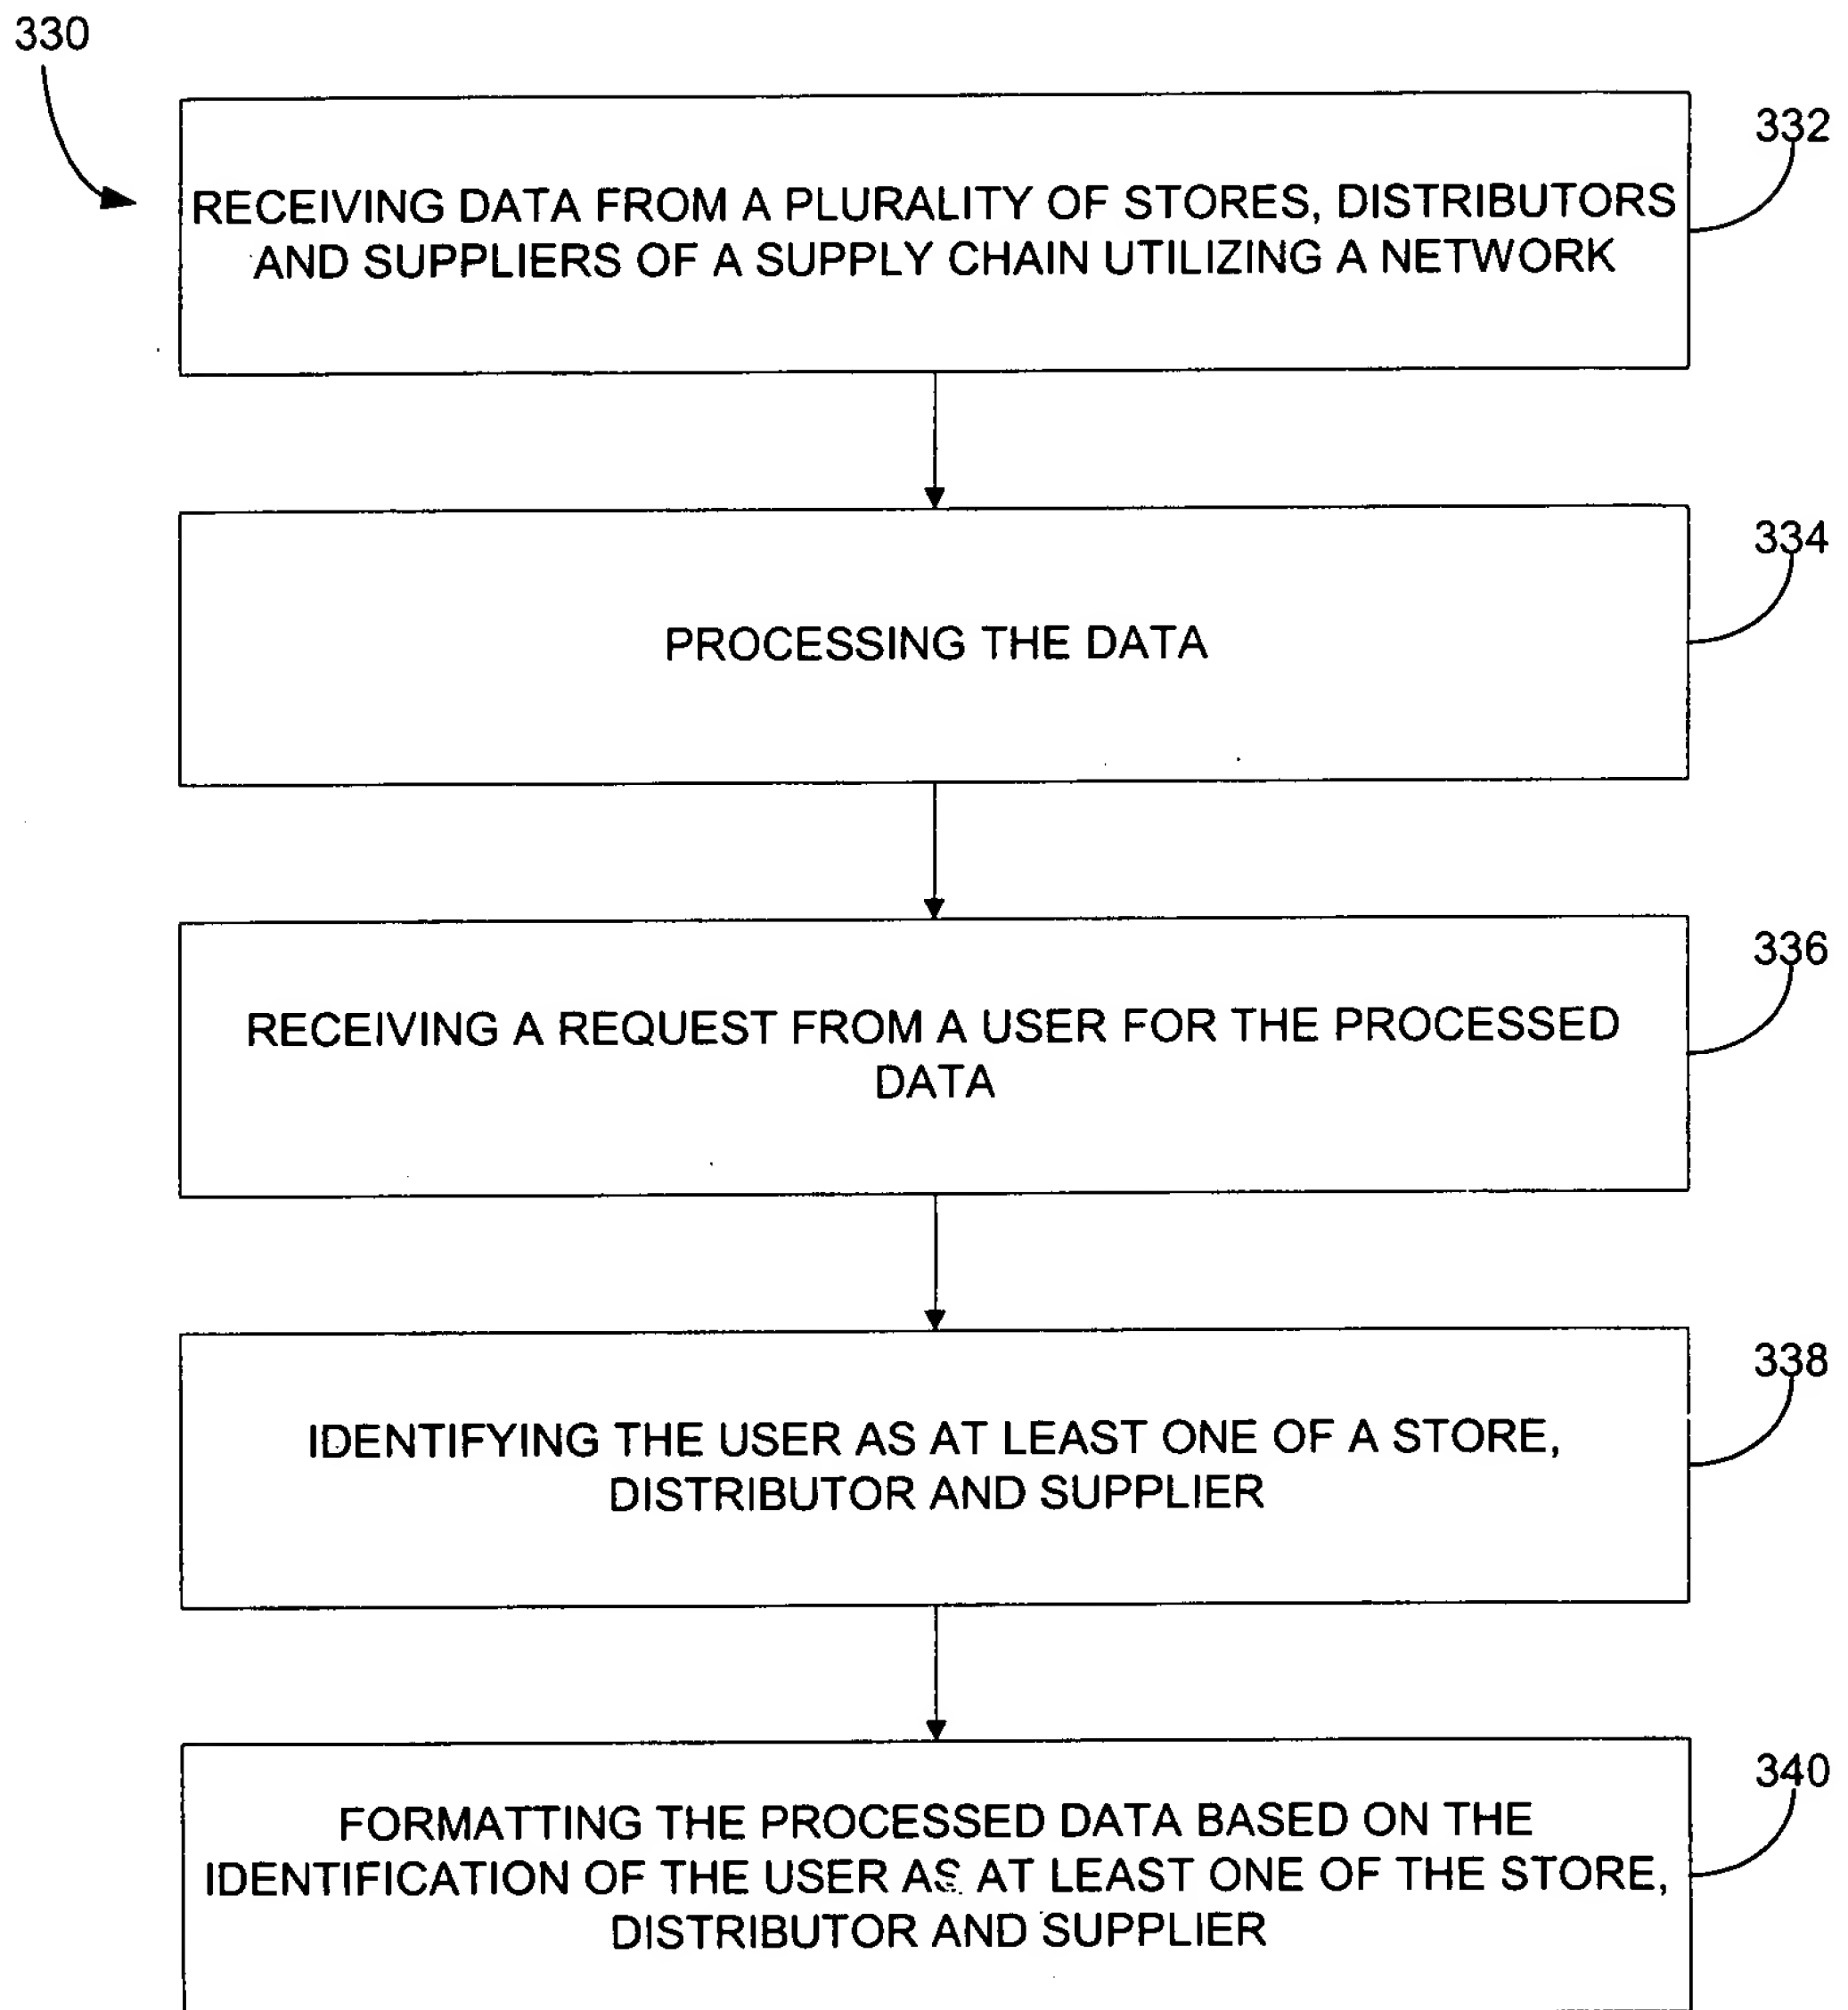 330
332
RECEIVING DATA FROM A PLURALITY OF STORES, DISTRIBUTORS
AND SUPPLIERS OF A SUPPLY CHAIN UTILIZING A NETWORK
334
PROCESSING THE DATA
336
RECEIVING A REQUEST FROM A USER FOR THE PROCESSED
DATA
338
IDENTIFYING THE USER AS AT LEAST ONE OF A STORE,
DISTRIBUTOR AND SUPPLIER
340
FORMATTING THE PROCESSED DATA BASED ON THE
IDENTIFICATION OF THE USER AS AT LEAST ONE OF THE STORE,
DISTRIBUTOR AND SUPPLIER